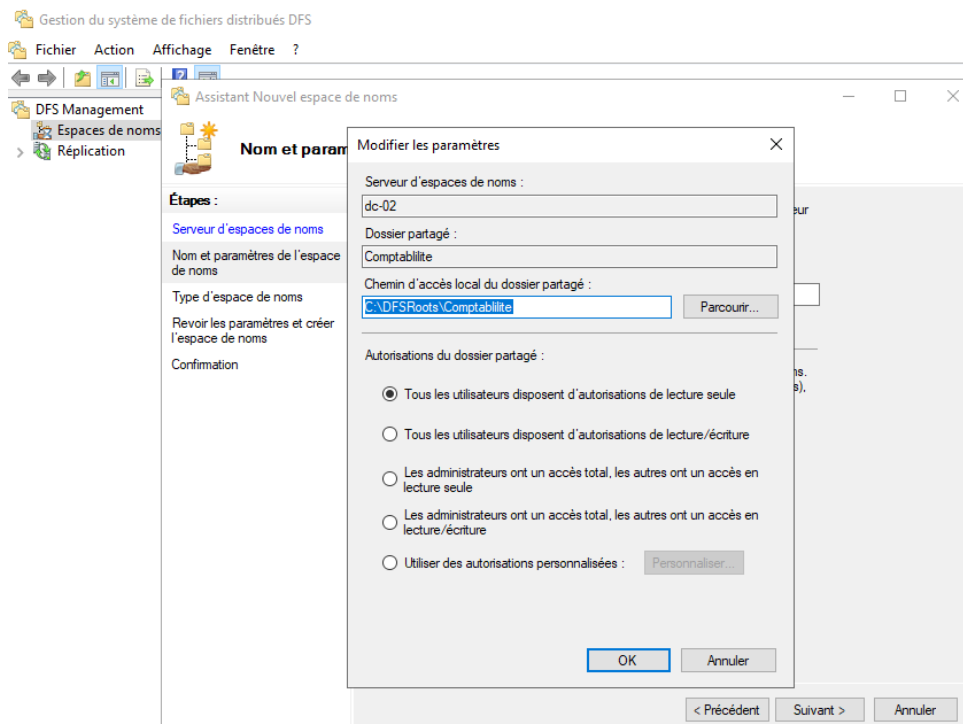 Gestion du système de fichiers distribués DFS
Fichier Action Affichage Fenêtre ?
DFS Management
Espaces de noms
Réplication
Assistant Nouvel espace de noms
Nom et param
Étapes :
Serveur d'espaces de noms
Nom et paramètres de l'espace
de noms
Type d'espace de noms
Revoir les paramètres et créer
l'espace de noms
Confirmation
Modifier les paramètres
Serveur d'espaces de noms :
dc-02
Dossier partagé :
Comptablilite
Chemin d'accès local du dossier partagé :
C:\DFSRoots\Comptablilite
Parcourir...
Autorisations du dossier partagé :
Tous les utilisateurs disposent d'autorisations de lecture seule
Tous les utilisateurs disposent d'autorisations de lecture/écriture
Les administrateurs ont un accès total, les autres ont un accès en
lecture seule
Les administrateurs ont un accès total, les autres ont un accès en
lecture/écriture
Utiliser des autorisations personnalisées :
Personnaliser...
OK
Annuler
< Précédent
Suivant >
Annuler